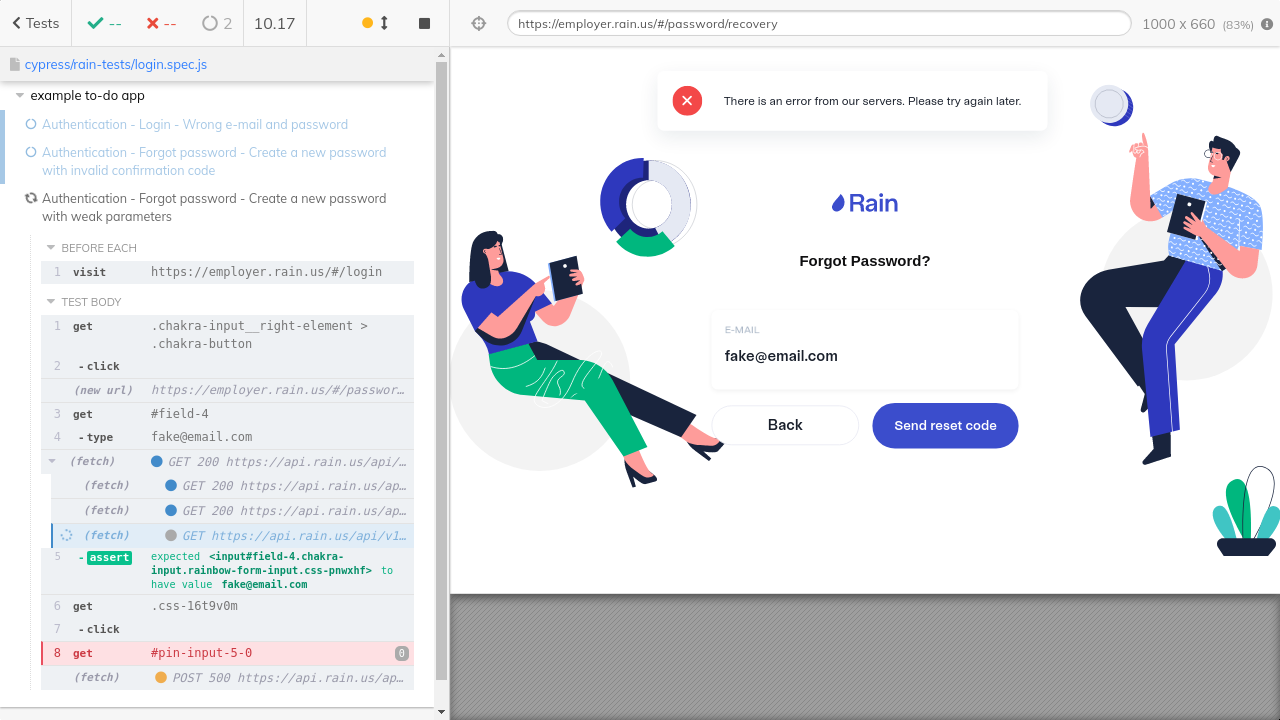 Tests
--
--
2
10.17
https://employer.rain.us/#/password/recovery
1000 x 660 (83%)
cypress/rain-tests/login.spec.js
example to-do app
Authentication - Login - Wrong e-mail and password
Authentication - Forgot password - Create a new password
with invalid confirmation code
Authentication - Forgot password - Create a new password
with weak parameters
BEFORE EACH
1 visit https://employer.rain.us/#/login
TEST BODY
1 get .chakra-input__right-element >
.chakra-button
2 -click
(new url) https://employer.rain.us/#/passwor…
3 get #field-4
4 -type fake@email.com
(fetch) GET 200 https://api.rain.us/api/…
(fetch) GET 200 https://api.rain.us/ap…
(fetch) GET 200 https://api.rain.us/ap…
(fetch) GET https://api.rain.us/api/v1…
5 -assert expected <input#field-4.chakra-
input.rainbow-form-input.css-pnwxhf> to
have value fake@email.com
6 get .css-16t9v0m
7 -click
8 get #pin-input-5-0 0
(fetch) POST 500 https://api.rain.us/ap…
There is an error from our servers. Please try again later.
Rain
Forgot Password?
E-MAIL
fake@email.com
Back
Send reset code